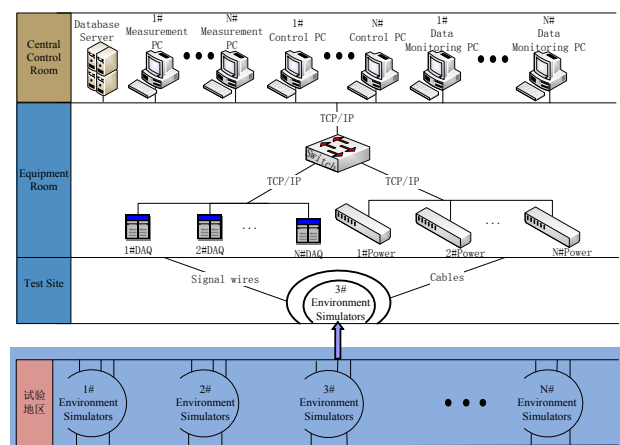 Central
Control
Room
Database
Server
1#
Measurement
PC
N#
Measurement
PC
1#
Control PC
N#
Control PC
1#
Data
Monitoring PC
N#
Data
Monitoring PC
Equipment
Room
TCP/IP
Switch
TCP/IP
TCP/IP
...
...
1#DAQ
2#DAQ
N#DAQ
1#Power
2#Power
N#Power
Test Site
Signal wires
Cables
3#
Environment
Simulators
试验
地区
1#
Environment
Simulators
2#
Environment
Simulators
3#
Environment
Simulators
N#
Environment
Simulators